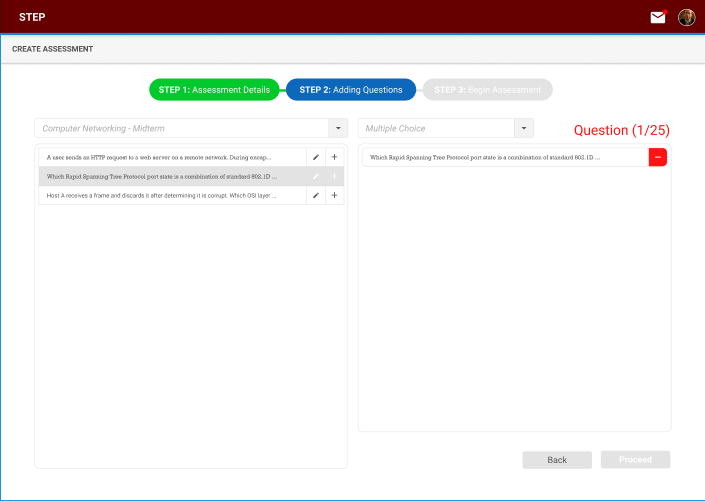 STEP
CREATE ASSESSMENT
STEP 1: Assessment Details
STEP 2: Adding Questions
STEP 3: Begin Assessment
Computer Networking - Midterm
Multiple Choice
Question (1/25)
A user sends an HTTP request to a web server on a remote network. During encap...
Which Rapid Spanning Tree Protocol port state is a combination of standard 802.1D ...
Host A receives a frame and discards it after determining it is corrupt. Which OSI layer ...
Which Rapid Spanning Tree Protocol port state is a combination of standard 802.1D ...
Back
Proceed